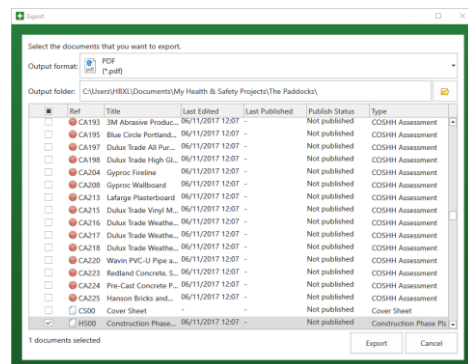 Export
Select the documents that you want to export.
Output format: PDF
(*.pdf)
Output folder: C:\Users\HBXL\Documents\My Health & Safety Projects\The Paddocks\
Ref Title Last Edited Last Published Publish Status Type
CA193 3M Abrasive Produc... 06/11/2017 12:07 - Not published COSHH Assessment
CA195 Blue Circle Portland... 06/11/2017 12:07 - Not published COSHH Assessment
CA197 Dulux Trade All Pur... 06/11/2017 12:07 - Not published COSHH Assessment
CA198 Dulux Trade High Gl... 06/11/2017 12:07 - Not published COSHH Assessment
CA204 Gyproc Fireline 06/11/2017 12:07 - Not published COSHH Assessment
CA208 Gyproc Wallboard 06/11/2017 12:07 - Not published COSHH Assessment
CA213 Lafarge Plasterboard 06/11/2017 12:07 - Not published COSHH Assessment
CA215 Dulux Trade Vinyl M... 06/11/2017 12:07 - Not published COSHH Assessment
CA216 Dulux Trade Weathe... 06/11/2017 12:07 - Not published COSHH Assessment
CA217 Dulux Trade Weathe... 06/11/2017 12:07 - Not published COSHH Assessment
CA218 Dulux Trade Weathe... 06/11/2017 12:07 - Not published COSHH Assessment
CA220 Wavin PVC-U Pipe a... 06/11/2017 12:07 - Not published COSHH Assessment
CA223 Redland Concrete, S... 06/11/2017 12:07 - Not published COSHH Assessment
CA224 Pre-Cast Concrete P... 06/11/2017 12:07 - Not published COSHH Assessment
CA225 Hanson Bricks and... 06/11/2017 12:07 - Not published COSHH Assessment
CS00 Cover Sheet - - Not published Cover Sheet
HS00 Construction Phase... 06/11/2017 12:07 - Not published Construction Phase Pla
1 documents selected
Export Cancel